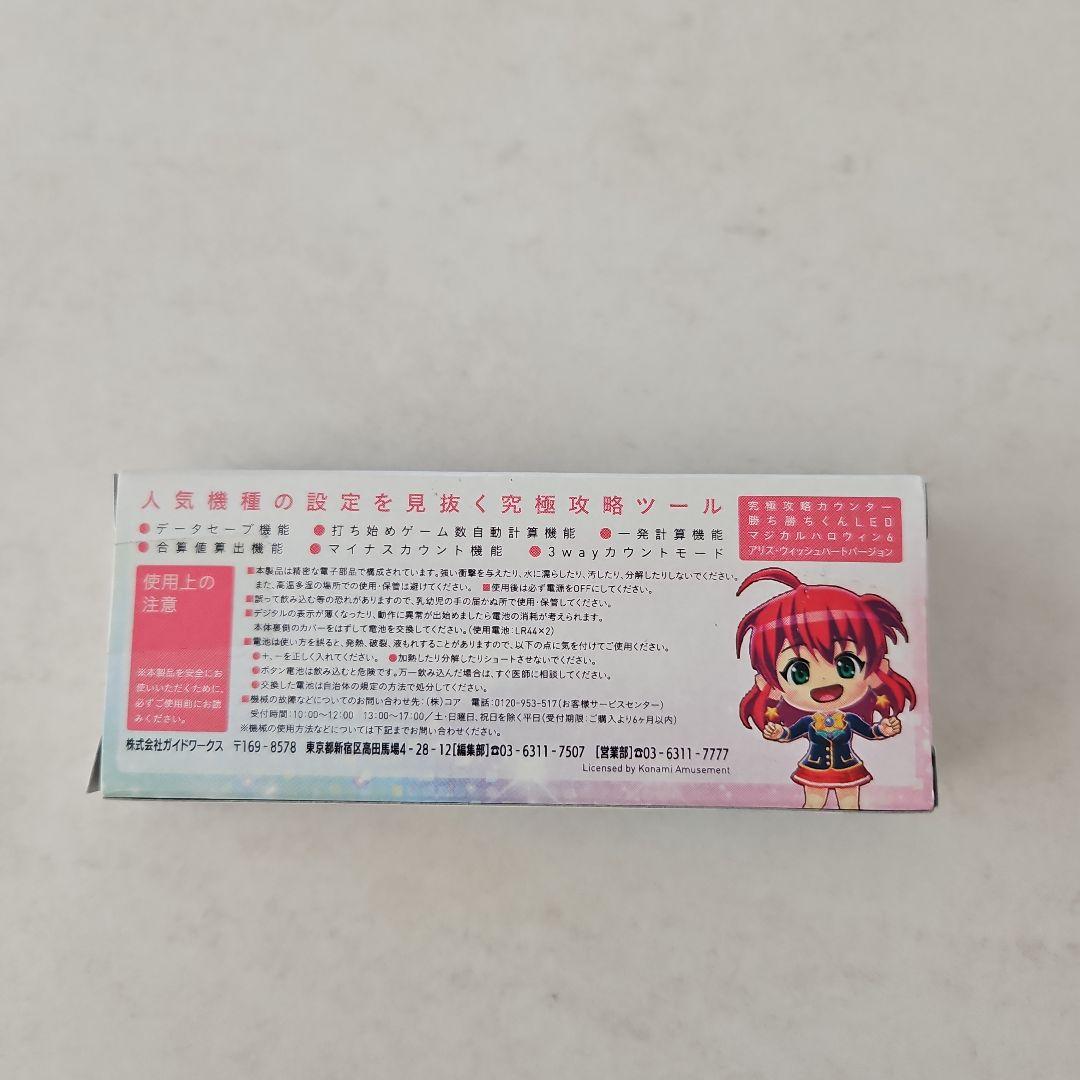 人気機種の設定を見抜く究極攻略ツール
●データセーブ機能 ●打ち始めゲーム数自動計算機能 ●一発計算機能
●合算値算出機能 ●マイナスカウント機能 ●3wayカウントモード
究極攻略カウンター
勝ち勝ちくんLED
マジカルハロウィン6
アリス・ウィッシュハートバージョン
使用上の
注意
※本製品を安全にお
使いいただくために、
必ずご使用前にお読
みください。
■本製品は精密な電子部品で構成されています。強い衝撃を与えたり、水に濡らしたり、汚したり、分解したりしないでください。
また、高温多湿の場所での使用・保管は避けてください。 ■使用後は必ず電源をOFFにしてください。
■誤って飲み込む等の恐れがありますので、乳幼児の手の届かぬ所で使用・保管してください。
■デジタルの表示が薄くなったり、動作に異常が出始めましたら電池の消耗が考えられます。
本体裏側のカバーをはずして電池を交換してください。(使用電池:LR44×2)
■電池は使い方を誤ると、発熱、破裂、液もれすることがありますので、以下の点に気を付けてご使用ください。
●+、−を正しく入れてください。 ●加熱したり分解したりショートさせないでください。
●ボタン電池は飲み込むと危険です。万一飲み込んだ場合は、すぐ医師に相談してください。
●交換した電池は自治体の規定の方法で処分してください。
■機械の故障などについてのお問い合わせ先:(株)コア 電話:0120-953-517(お客様サービスセンター)
受付時間:10:00〜12:00 13:00〜17:00/土・日曜日、祝日を除く平日(受付期限:ご購入より6ヶ月以内)
※機械の使用方法などについては下記までお問い合わせください。
株式会社ガイドワークス 〒169-8578 東京都新宿区高田馬場4-28-12[編集部]☎03-6311-7507 [営業部]☎03-6311-7777
Licensed by Konami Amusement